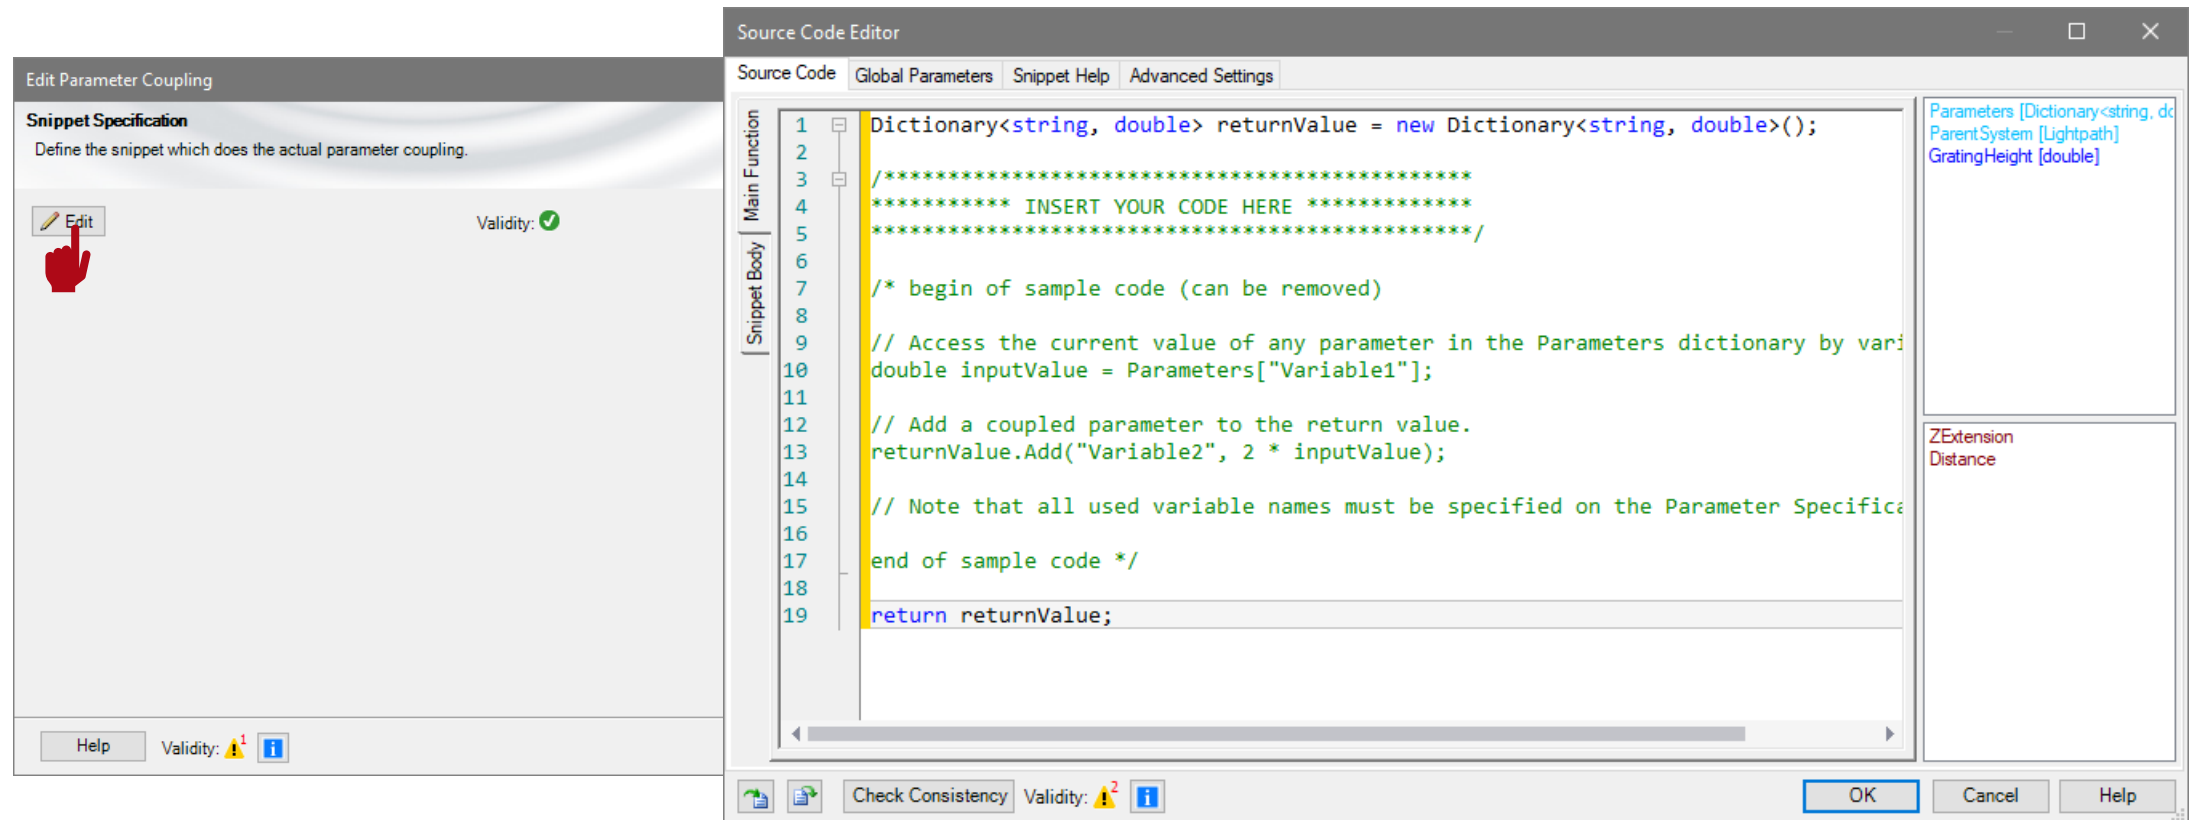 Edit Parameter Coupling
Snippet Specification
Define the snippet which does the actual parameter coupling.
Edit
Validity:
Help
Validity: 1
Source Code Editor
Source Code
Global Parameters
Snippet Help
Advanced Settings
Main Function
Snippet Body
1 Dictionary<string, double> returnValue = new Dictionary<string, double>();
2
3 /**********************************************
4 *********** INSERT YOUR CODE HERE *************
5 ***********************************************/
6
7 /* begin of sample code (can be removed)
8
9 // Access the current value of any parameter in the Parameters dictionary by vari
10 double inputValue = Parameters["Variable1"];
11
12 // Add a coupled parameter to the return value.
13 returnValue.Add("Variable2", 2 * inputValue);
14
15 // Note that all used variable names must be specified on the Parameter Specifica
16
17 end of sample code */
18
19 return returnValue;
Parameters [Dictionary<string, do
ParentSystem [Lightpath]
GratingHeight [double]
ZExtension
Distance
Check Consistency
Validity: 2
OK
Cancel
Help